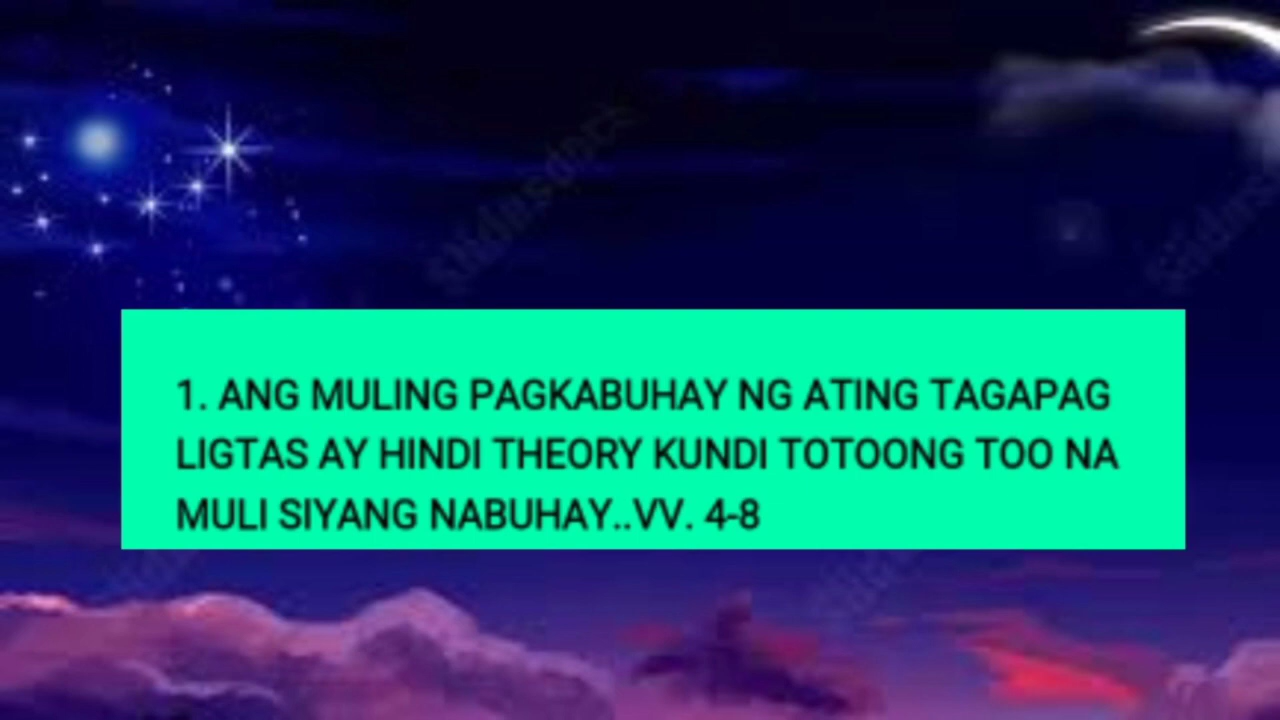 1. ANG MULING PAGKABUHAY NG ATING TAGAPAG
LIGTAS AY HINDI THEORY KUNDI TOTOONG TOO NA
MULI SIYANG NABUHAY..VV. 4-8